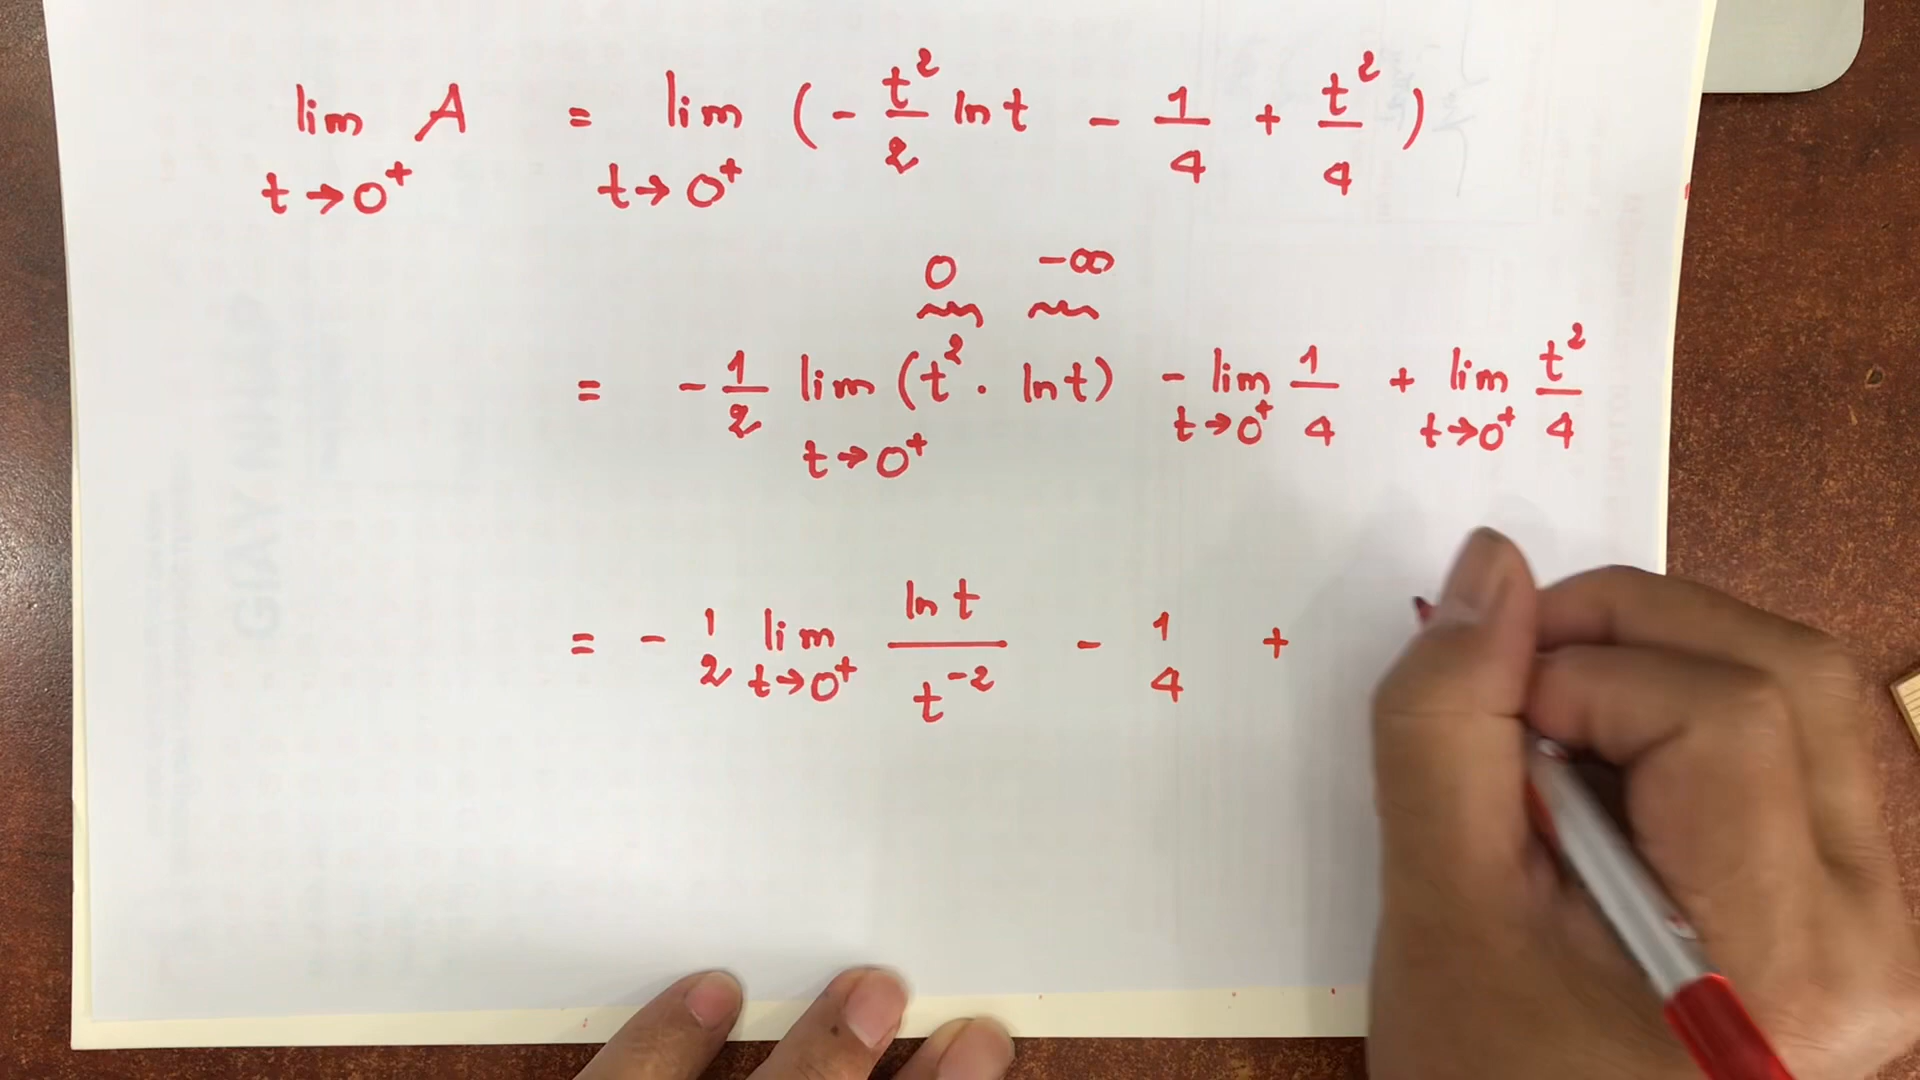 lim A = lim (- t²/2 ln t - 1/4 + t²/4)
t→0⁺ t→0⁺
0 -∞
= - 1/2 lim (t² . ln t) - lim 1/4 + lim t²/4
t→0⁺ t→0⁺ t→0⁺
= - 1/2 lim ln t / t⁻² - 1/4 +
t→0⁺